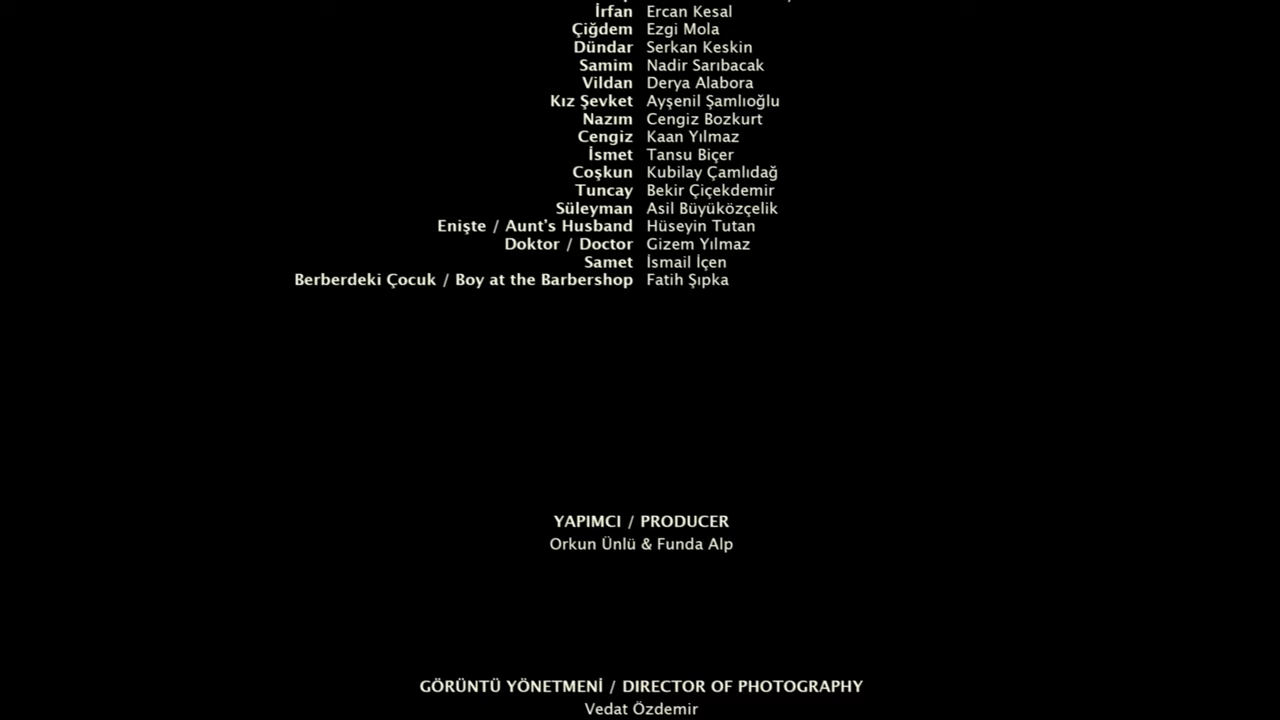 İrfan Ercan Kesal
Çiğdem Ezgi Mola
Dündar Serkan Keskin
Samim Nadir Sarıbacak
Vildan Derya Alabora
Kız Şevket Ayşenil Şamlıoğlu
Nazım Cengiz Bozkurt
Cengiz Kaan Yılmaz
İsmet Tansu Biçer
Coşkun Kubilay Çamlıdağ
Tuncay Bekir Çiçekdemir
Süleyman Asil Büyüközçelik
Enişte / Aunt's Husband Hüseyin Tutan
Doktor / Doctor Gizem Yılmaz
Samet İsmail İçen
Berberdeki Çocuk / Boy at the Barbershop Fatih Şıpka
YAPIMCI / PRODUCER
Orkun Ünlü & Funda Alp
GÖRÜNTÜ YÖNETMENİ / DIRECTOR OF PHOTOGRAPHY
Vedat Özdemir